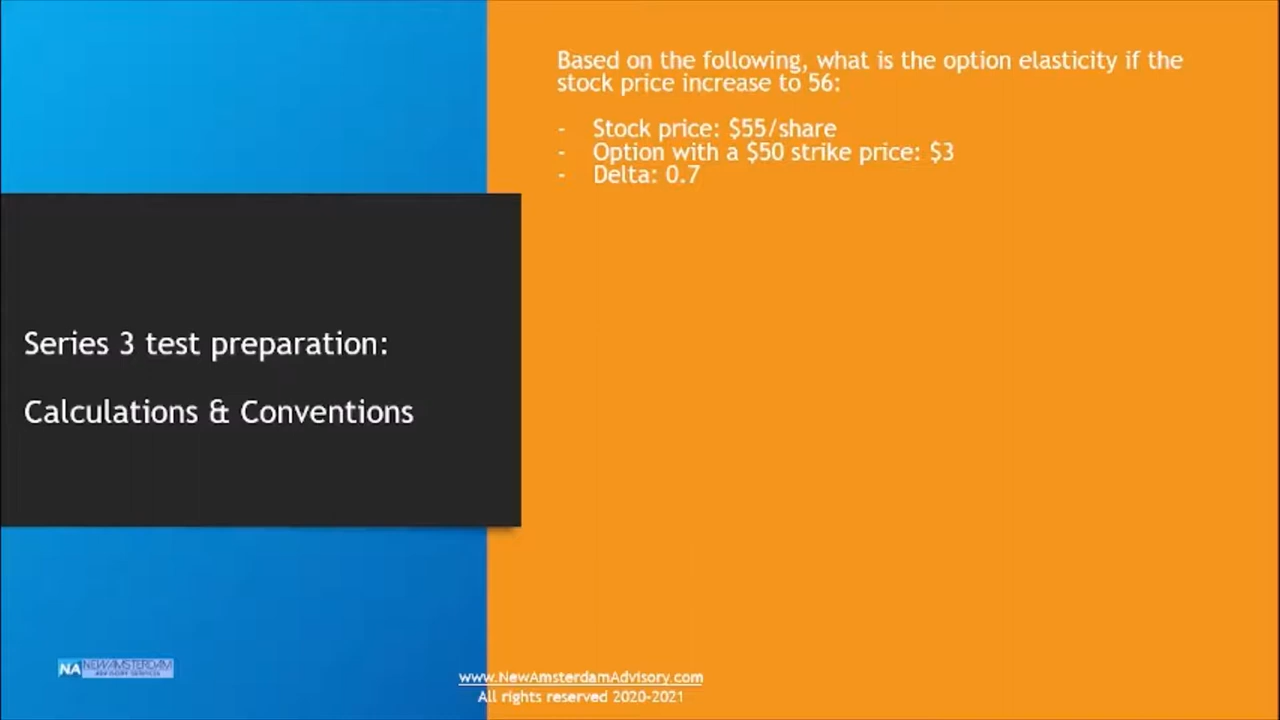 Based on the following, what is the option elasticity if the
stock price increase to 56:
- Stock price: $55/share
- Option with a $50 strike price: $3
- Delta: 0.7
Series 3 test preparation:
Calculations & Conventions
NA NEWAMSTERDAM
ADVISORY SERVICES
www.NewAmsterdamAdvisory.com
All rights reserved 2020-2021